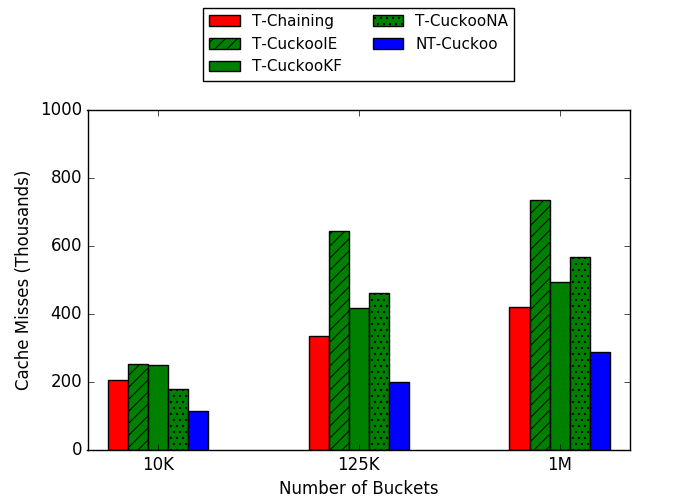 T-Chaining
T-CuckooIE
T-CuckooKF
T-CuckooNA
NT-Cuckoo
1000
800
600
400
200
0
Cache Misses (Thousands)
10K
125K
1M
Number of Buckets